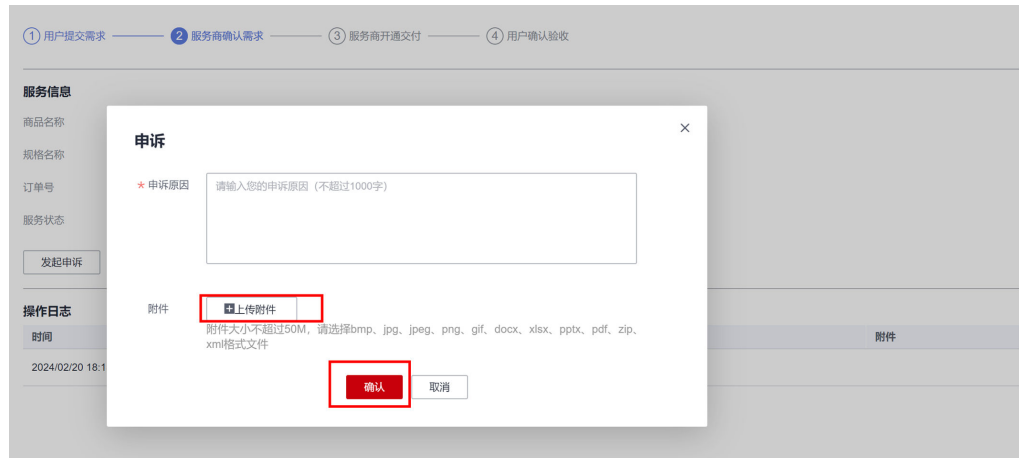 1 用户提交需求 2 服务商确认需求 3 服务商开通交付 4 用户确认验收
服务信息
商品名称
规格名称
订单号
服务状态
发起申诉
操作日志
时间 附件
2024/02/20 18:1
申诉 ×
* 申诉原因 请输入您的申诉原因（不超过1000字）
附件 上传附件
附件大小不超过50M，请选择bmp、jpg、jpeg、png、gif、docx、xlsx、pptx、pdf、zip、
xml格式文件
确认 取消